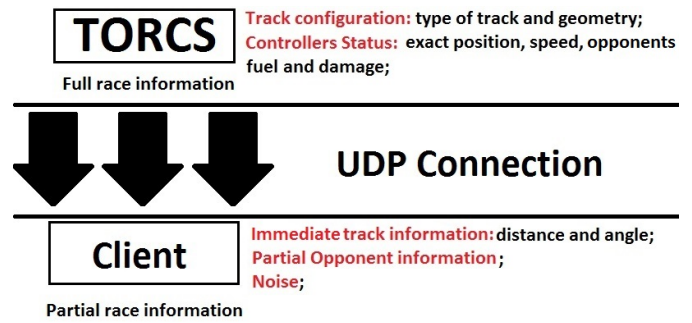 TORCS
Full race information
Track configuration: type of track and geometry;
Controllers Status: exact position, speed, opponents
fuel and damage;
UDP Connection
Client
Partial race information
Immediate track information: distance and angle;
Partial Opponent information ;
Noise;